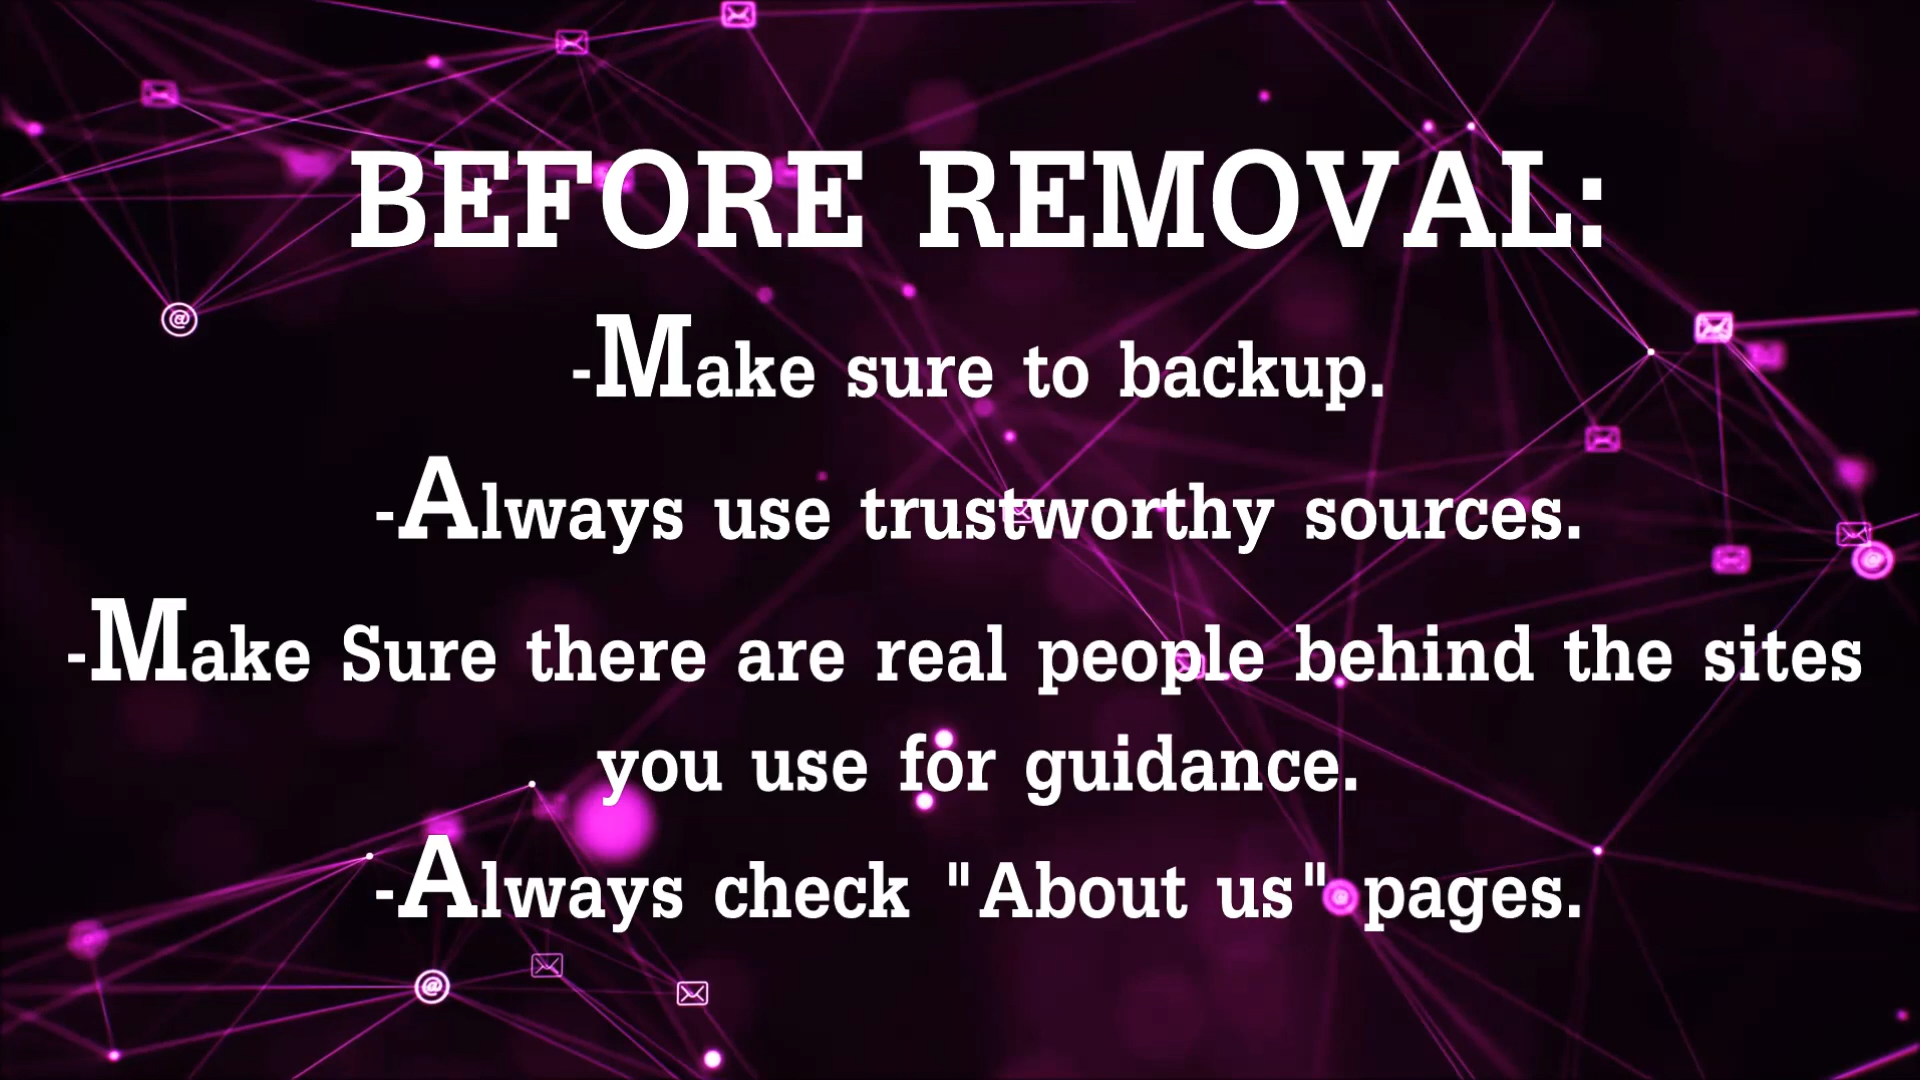 BEFORE REMOVAL:
-Make sure to backup.
-Always use trustworthy sources.
-Make Sure there are real people behind the sites
you use for guidance.
-Always check "About us" pages.